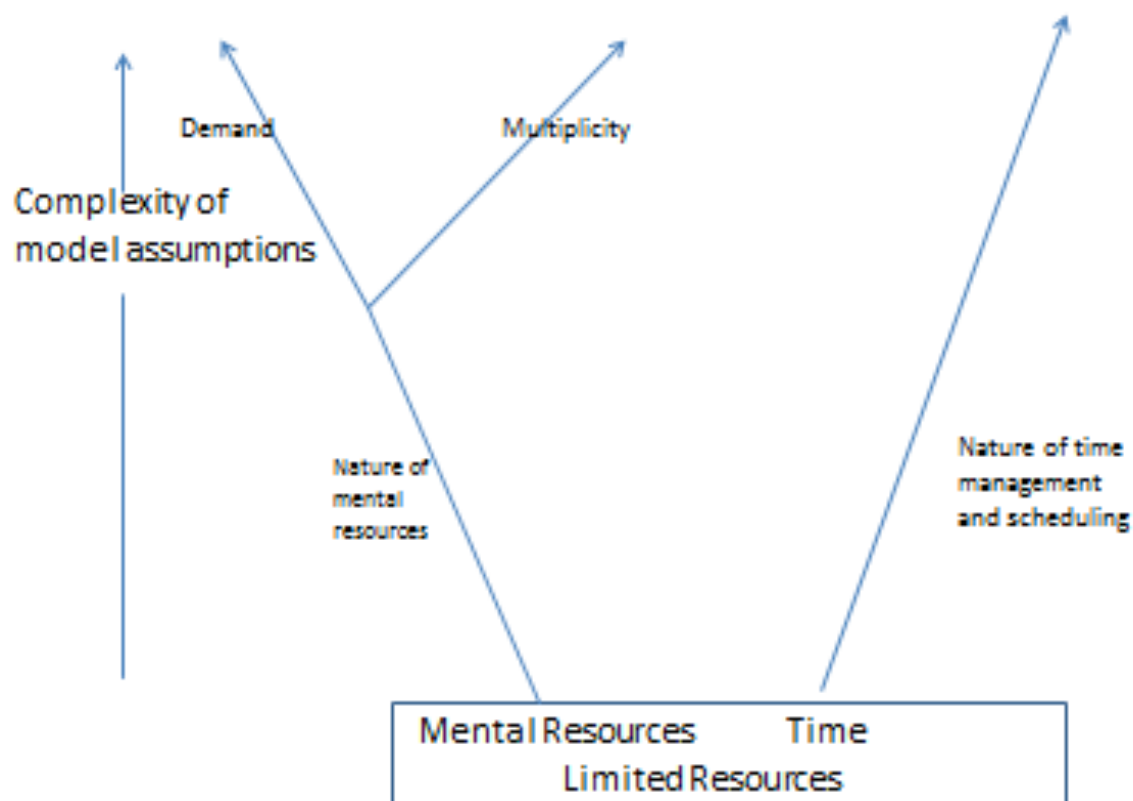 Demand
Multiplicity
Complexity of
model assumptions
Nature of
mental
resources
Nature of time
management
and scheduling
Mental Resources Time
Limited Resources